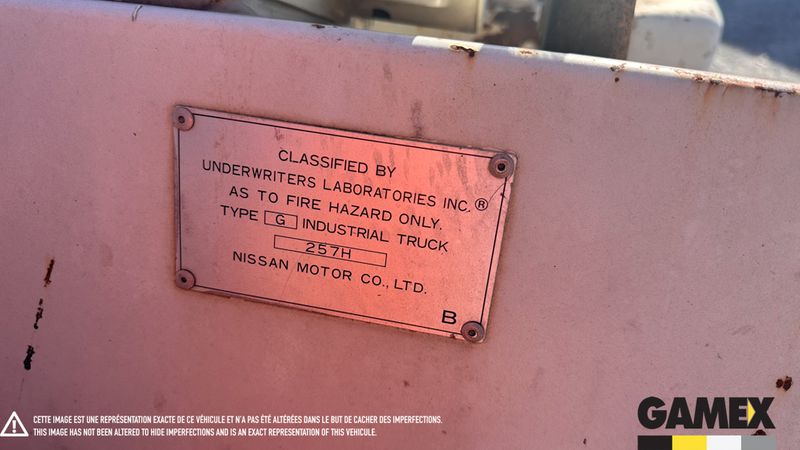 CLASSIFIED BY
UNDERWRITERS LABORATORIES INC.®
AS TO FIRE HAZARD ONLY.
TYPE G INDUSTRIAL TRUCK
257H
NISSAN MOTOR CO., LTD.
B
CETTE IMAGE EST UNE REPRÉSENTATION EXACTE DE CE VÉHICULE ET N'A PAS ÉTÉ ALTÉRÉES DANS LE BUT DE CACHER DES IMPERFECTIONS.
THIS IMAGE HAS NOT BEEN ALTERED TO HIDE IMPERFECTIONS AND IS AN EXACT REPRESENTATION OF THIS VEHICLE.
GAMEX